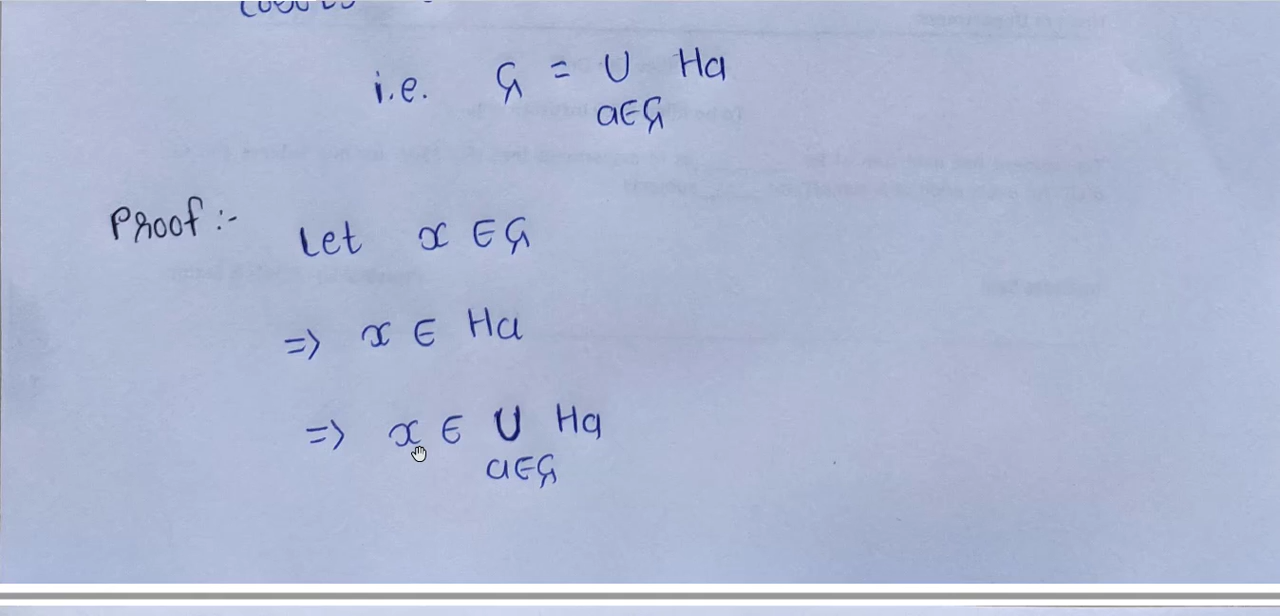 i.e. G = ∪ Ha
a∈G
Proof :- Let x ∈ G
=> x ∈ Ha
=> x ∈ ∪ Ha
a∈G